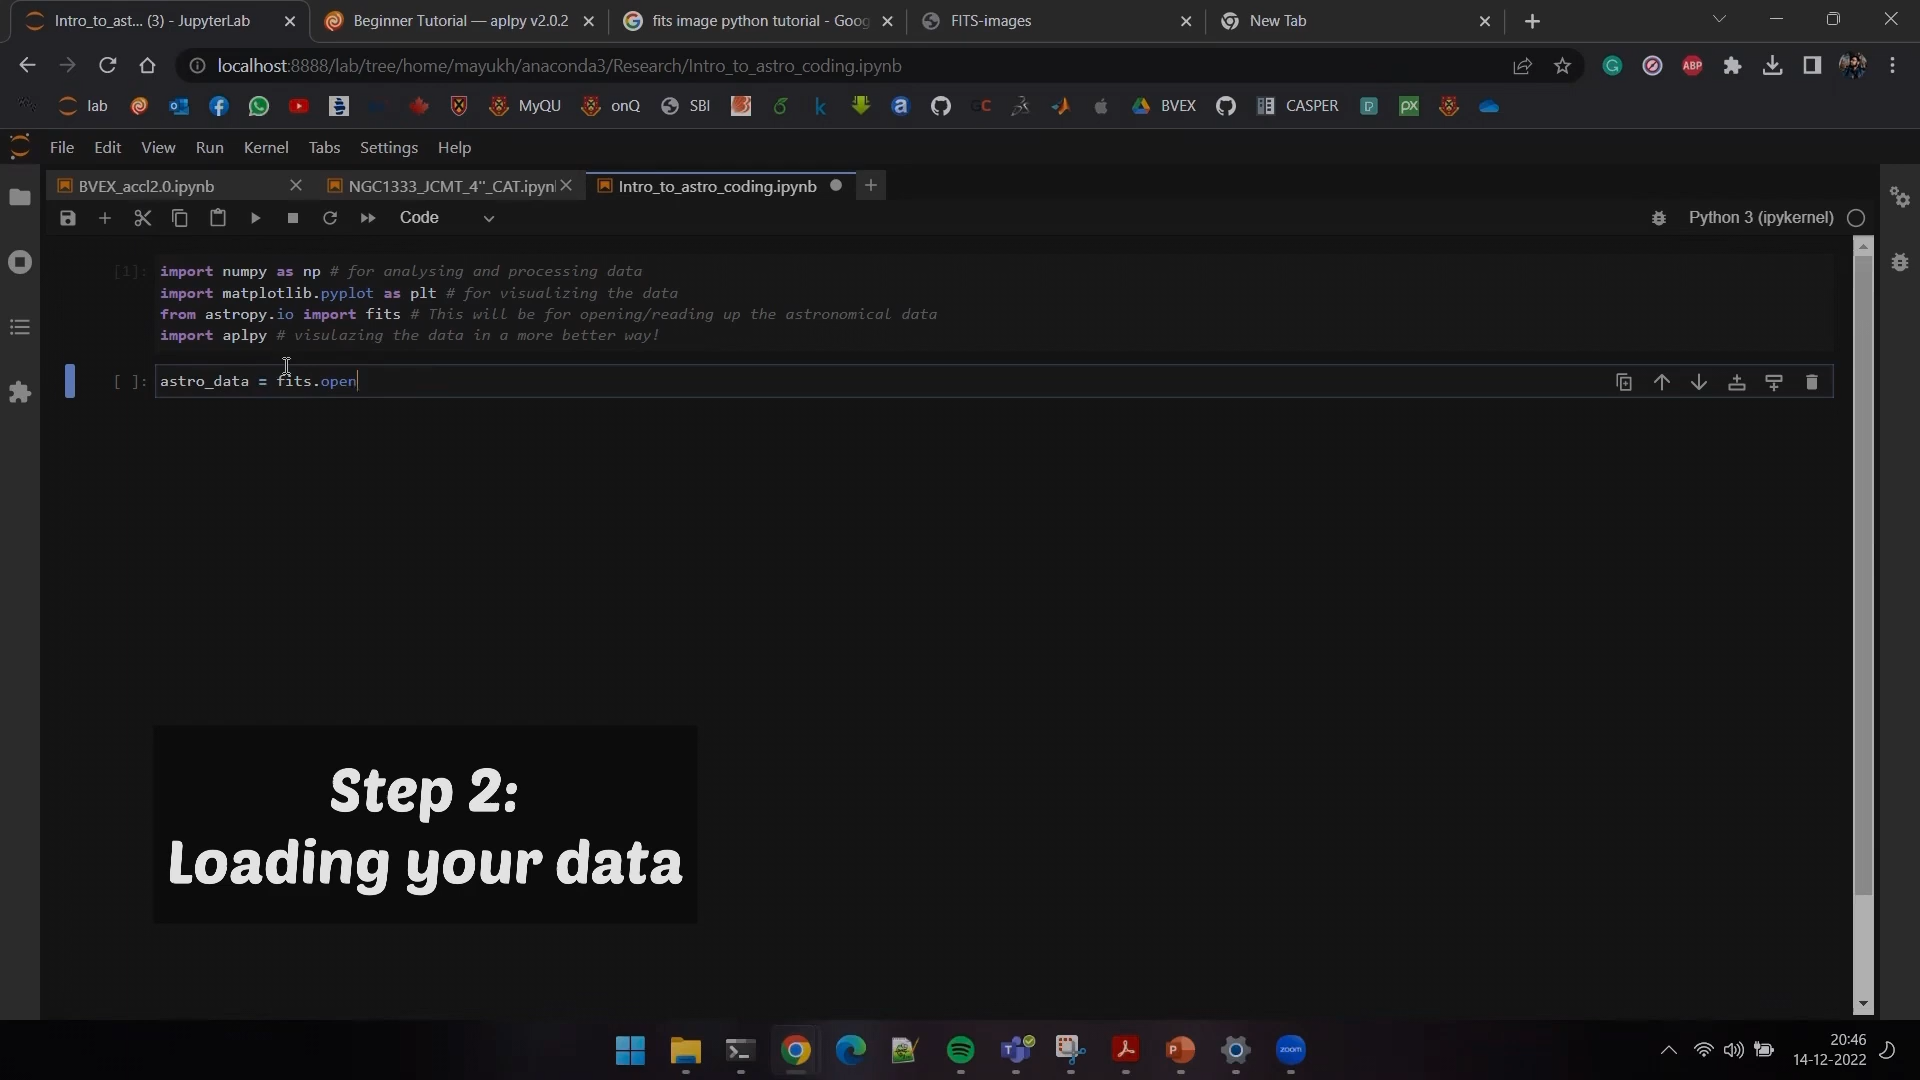 Intro_to_ast... (3) - JupyterLab
Beginner Tutorial — aplpy v2.0.2
fits image python tutorial - Goog
FITS-images
New Tab
localhost:8888/lab/tree/home/mayukh/anaconda3/Research/Intro_to_astro_coding.ipynb
ABP
lab
MyQU
onQ
SBI
k
a
GC
BVEX
CASPER
P
px
File Edit View Run Kernel Tabs Settings Help
BVEX_accl2.0.ipynb
NGC1333_JCMT_4''_CAT.ipynl
Intro_to_astro_coding.ipynb
Code
Python 3 (ipykernel)
[1]: import numpy as np # for analysing and processing data
import matplotlib.pyplot as plt # for visualizing the data
from astropy.io import fits # This will be for opening/reading up the astronomical data
import aplpy # visulazing the data in a more better way!
[ ]: astro_data = fits.open
Step 2:
Loading your data
zoom
20:46
14-12-2022